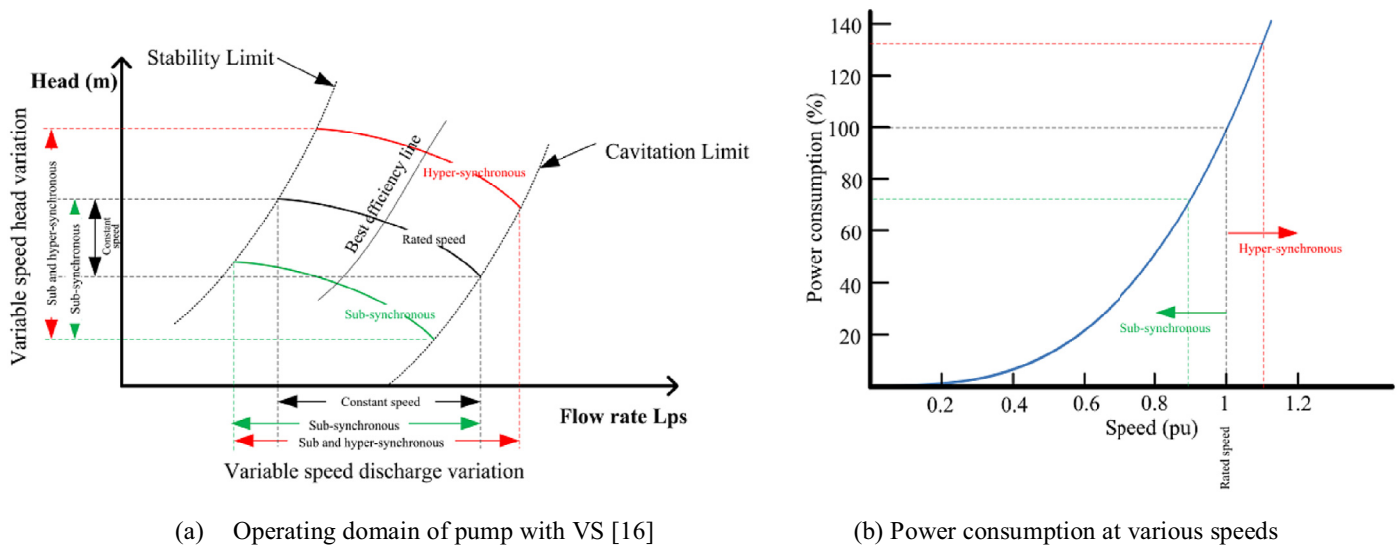 Stability Limit
Head (m)
Cavitation Limit
Best efficiency line
Hyper-synchronous
Rated speed
Sub-synchronous
Variable speed head variation
Sub and hyper-synchronous
Sub-synchronous
Constant
speed
Constant speed
Flow rate Lps
Sub-synchronous
Sub and hyper-synchronous
Variable speed discharge variation
(a) Operating domain of pump with VS [16]
Power consumption (%)
140
120
100
80
60
40
20
Hyper-synchronous
Sub-synchronous
0.2 0.4 0.6 0.8 1 1.2
Speed (pu)
Rated speed
(b) Power consumption at various speeds